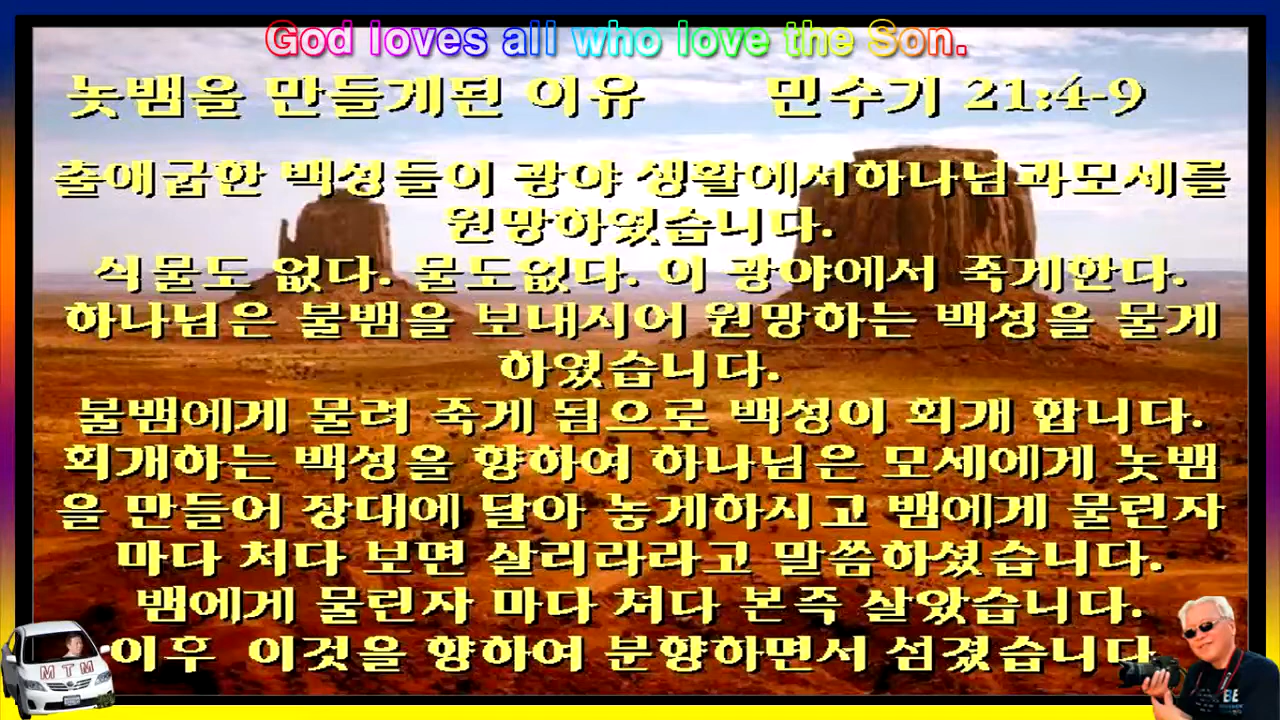 God loves all who love the Son.
놋뱀을 만들게된 이유 민수기 21:4-9
출애굽한 백성들이 광야 생활에서하나님과모세를
원망하였습니다.
식물도 없다. 물도없다. 이 광야에서 죽게한다.
하나님은 불뱀을 보내시어 원망하는 백성을 물게
하였습니다.
불뱀에게 물려 죽게 됨으로 백성이 회개 합니다.
회개하는 백성을 향하여 하나님은 모세에게 놋뱀
을 만들어 장대에 달아 놓게하시고 뱀에게 물린자
마다 처다 보면 살리라라고 말씀하셨습니다.
뱀에게 물린자 마다 쳐다 본즉 살았습니다.
이후 이것을 향하여 분향하면서 섬겼습니다
MTM